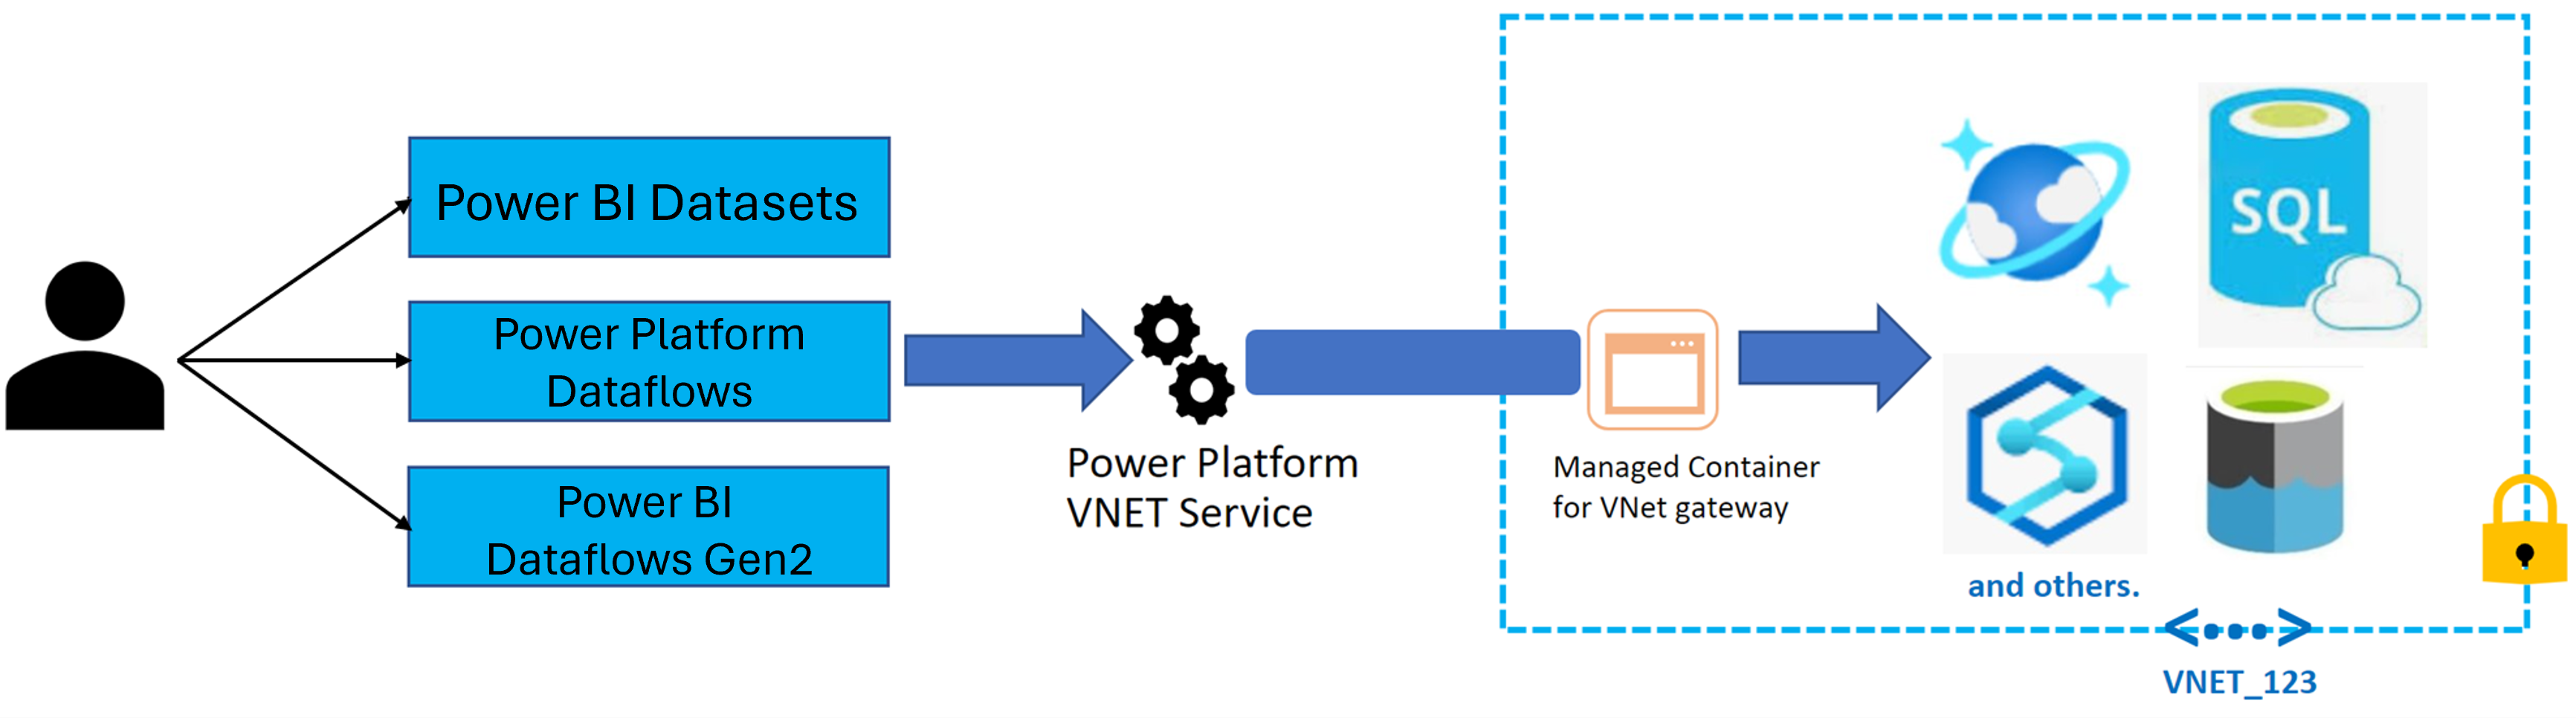 Power BI Datasets
Power Platform
Dataflows
Power BI
Dataflows Gen2
Power Platform
VNET Service
Managed Container
for VNet gateway
SQL
and others.
VNET_123